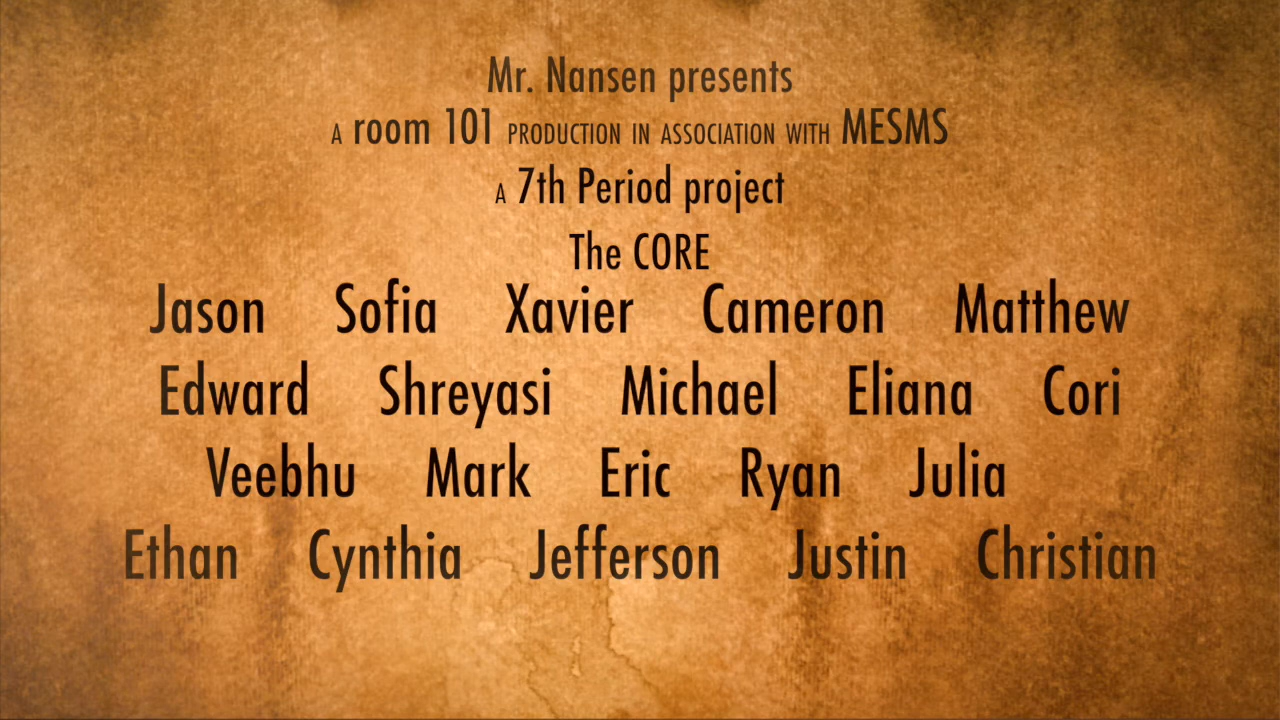 Mr. Nansen presents
A room 101 PRODUCTION IN ASSOCIATION WITH MESMS
A 7th Period project
The CORE
Jason Sofia Xavier Cameron Matthew
Edward Shreyasi Michael Eliana Cori
Veebhu Mark Eric Ryan Julia
Ethan Cynthia Jefferson Justin Christian